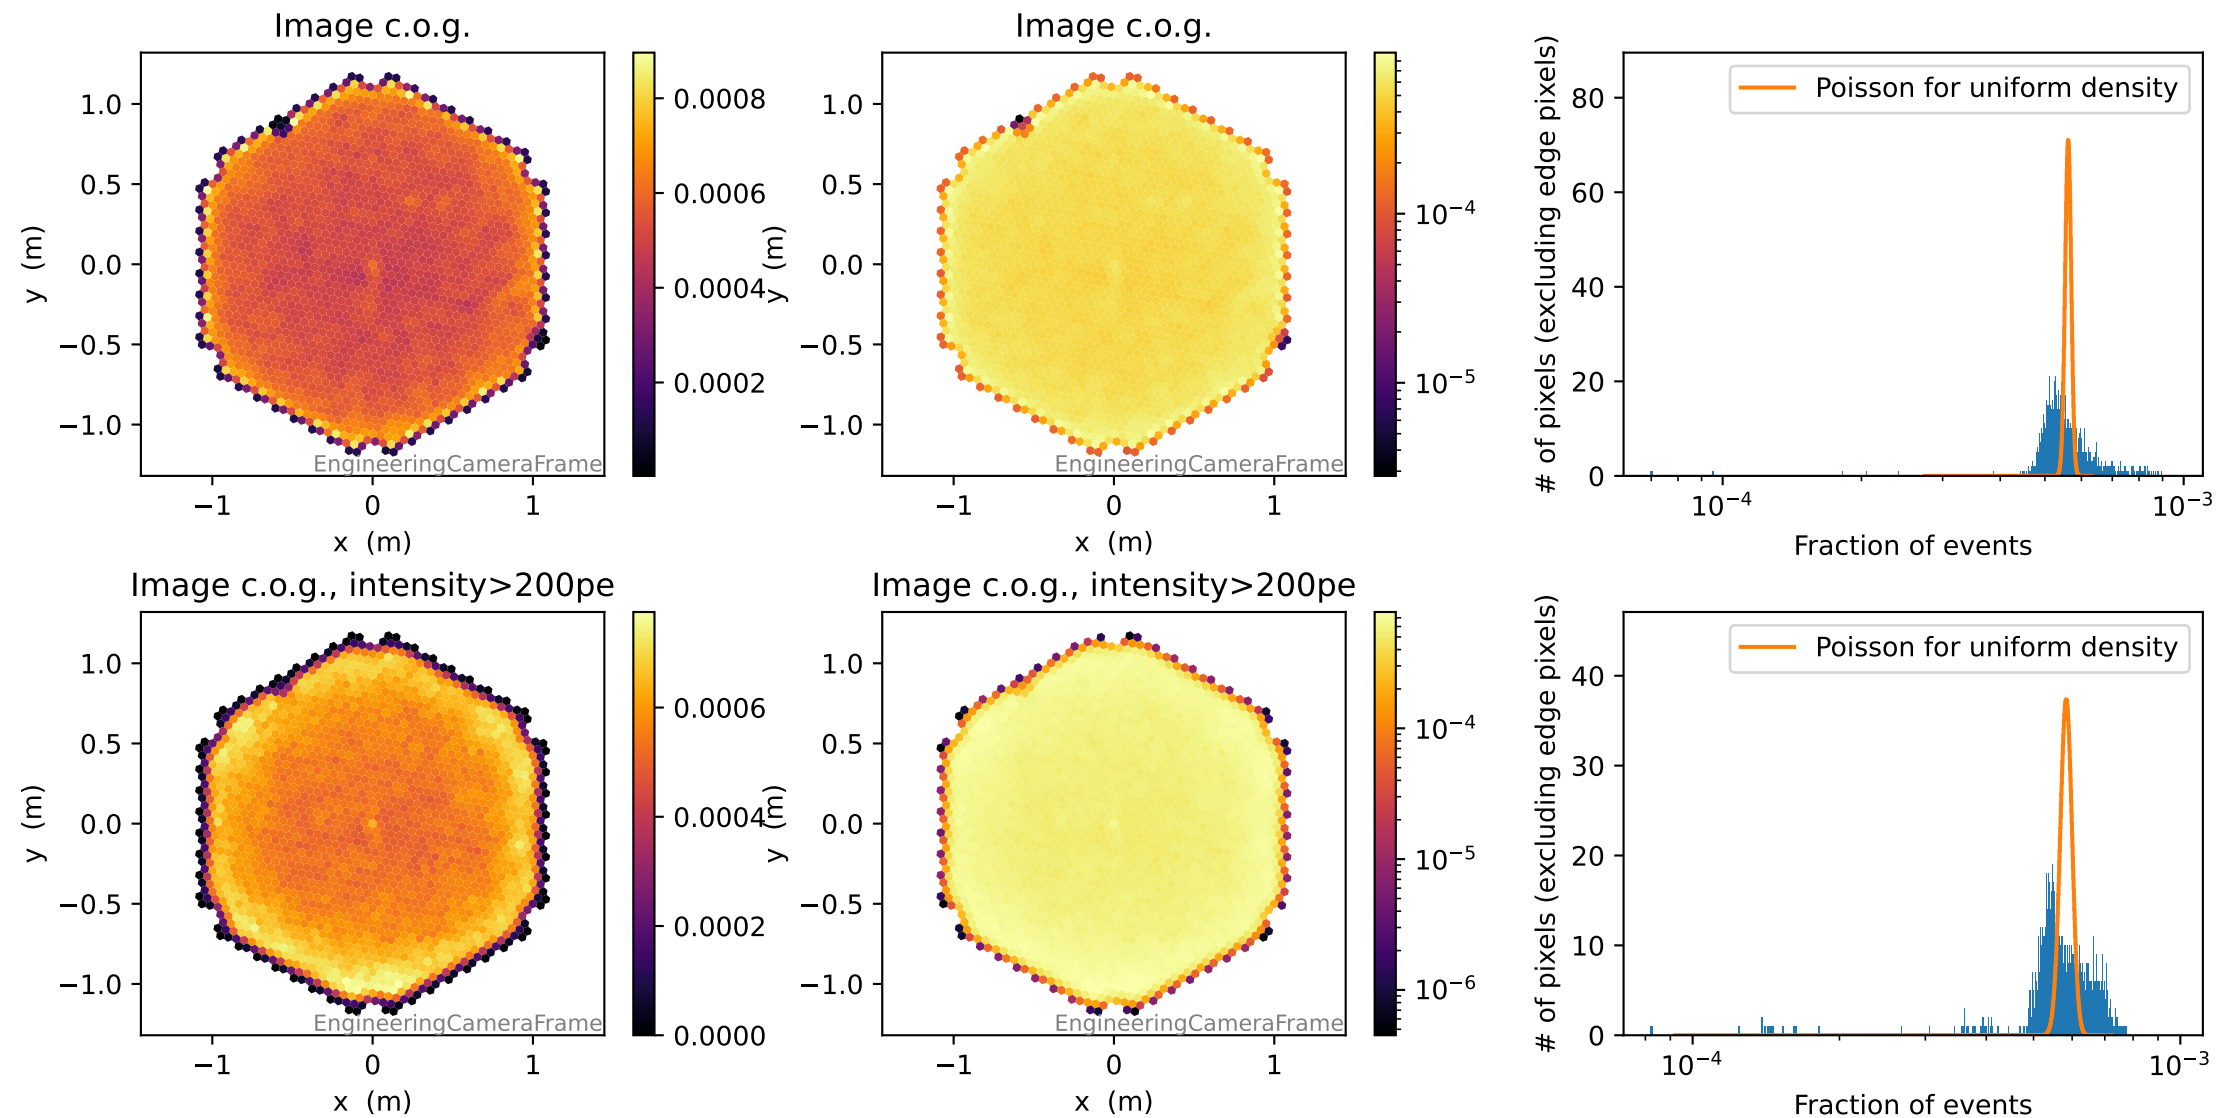 Image c.o.g.
1.0
0.5
0.0
−0.5
−1.0
y (m)
−1
0
1
x (m)
EngineeringCameraFrame
0.0008
0.0006
0.0004
0.0002
Image c.o.g.
1.0
0.5
0.0
−0.5
−1.0
y (m)
−1
0
1
x (m)
EngineeringCameraFrame
10⁻⁴
10⁻⁵
# of pixels (excluding edge pixels)
80
60
40
20
0
Poisson for uniform density
10⁻⁴
10⁻³
Fraction of events
Image c.o.g., intensity>200pe
1.0
0.5
0.0
−0.5
−1.0
y (m)
−1
0
1
x (m)
EngineeringCameraFrame
0.0006
0.0004
0.0002
0.0000
Image c.o.g., intensity>200pe
1.0
0.5
0.0
−0.5
−1.0
y (m)
−1
0
1
x (m)
EngineeringCameraFrame
10⁻⁴
10⁻⁵
10⁻⁶
# of pixels (excluding edge pixels)
40
30
20
10
0
Poisson for uniform density
10⁻⁴
10⁻³
Fraction of events